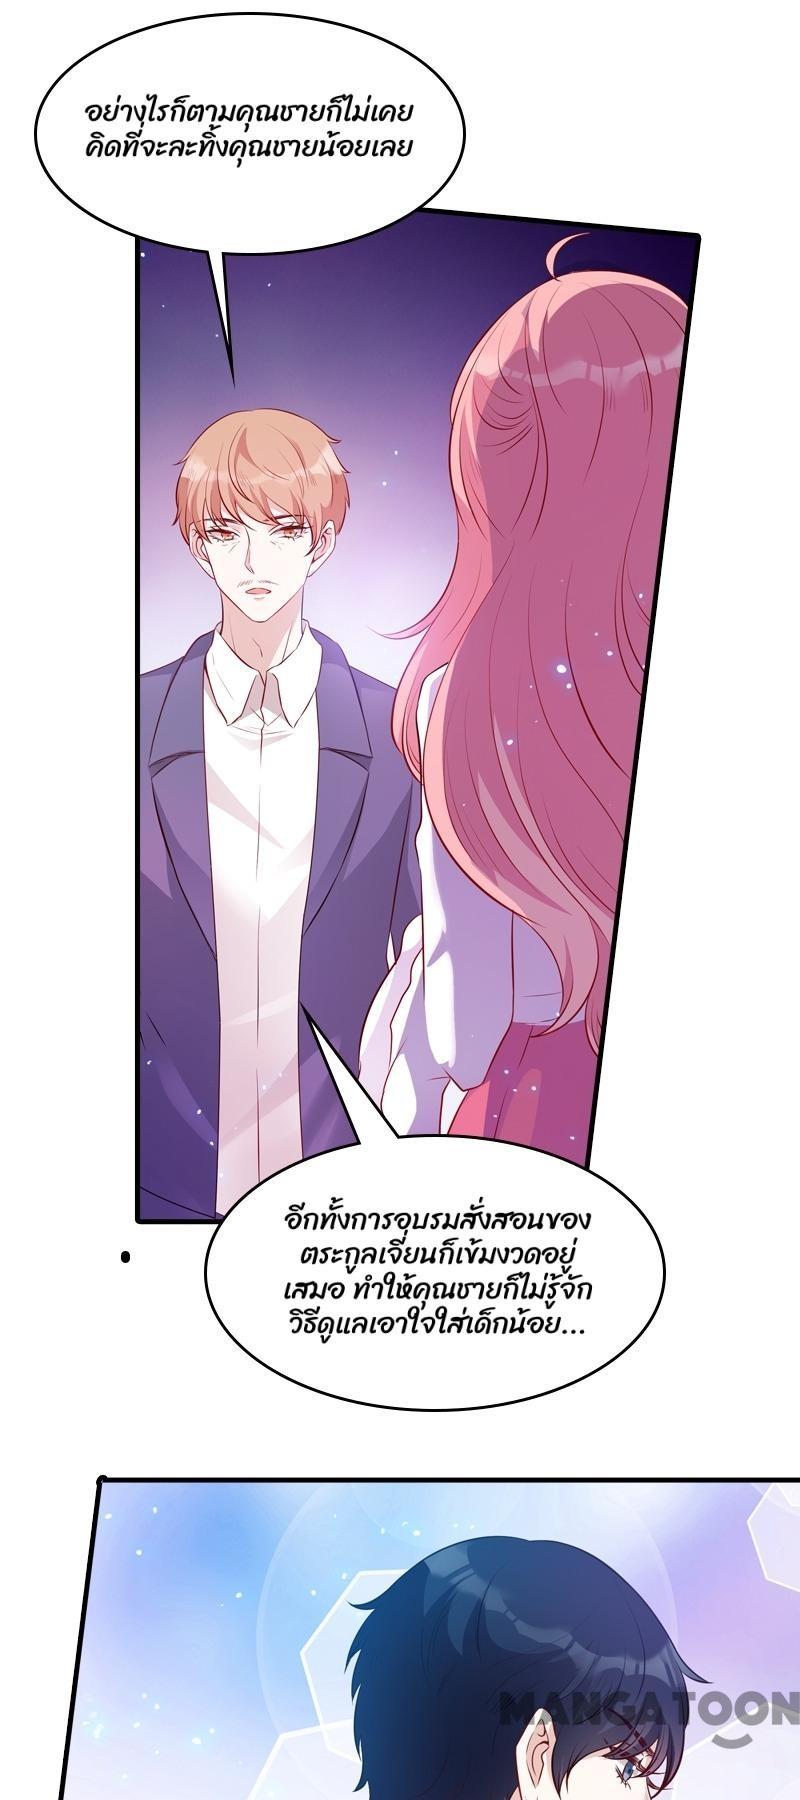 อย่างไรก็ตามคุณชายก็ไม่เคย
คิดที่จะละทิ้งคุณชายน้อยเลย
อีกทั้งการอบรมสั่งสอนของ
ตระกูลเจี่ยนก็เข้มงวดอยู่
เสมอ ทำให้คุณชายก็ไม่รู้จัก
วิธีดูแลเอาใจใส่เด็กน้อย...
MANGATOON